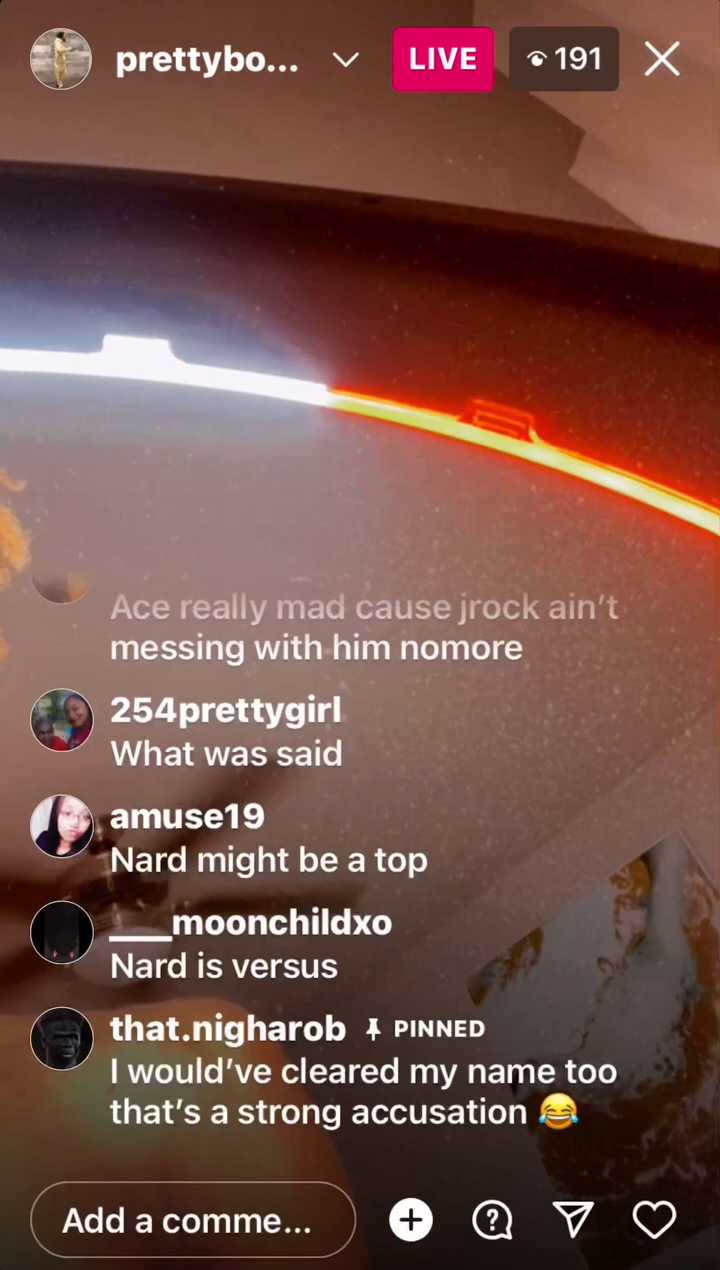 prettybo...
LIVE
191
Ace really mad cause jrock ain't
messing with him nomore
254prettygirl
What was said
amuse19
Nard might be a top
___moonchildxo
Nard is versus
that.nigharob PINNED
I would've cleared my name too
that's a strong accusation 😂
Add a comme...